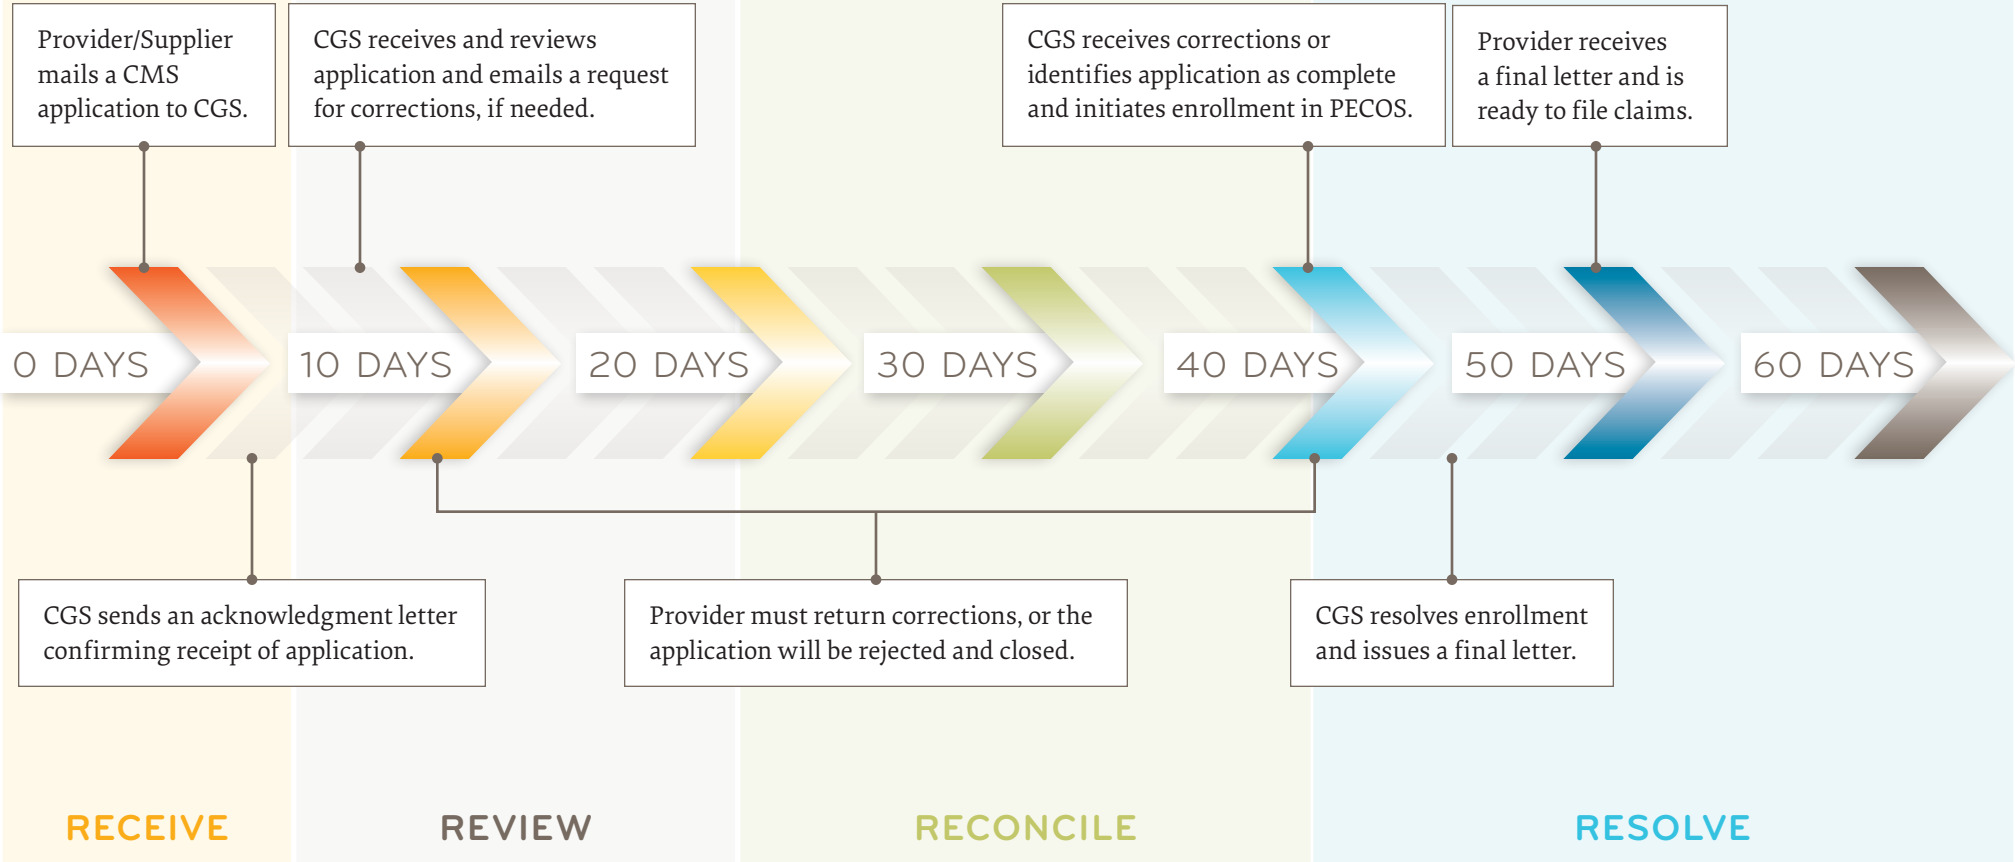 Provider/Supplier
mails a CMS
application to CGS.
CGS receives and reviews
application and emails a request
for corrections, if needed.
CGS receives corrections or
identifies application as complete
and initiates enrollment in PECOS.
Provider receives
a final letter and is
ready to file claims.
0 DAYS
10 DAYS
20 DAYS
30 DAYS
40 DAYS
50 DAYS
60 DAYS
CGS sends an acknowledgment letter
confirming receipt of application.
Provider must return corrections, or the
application will be rejected and closed.
CGS resolves enrollment
and issues a final letter.
RECEIVE
REVIEW
RECONCILE
RESOLVE